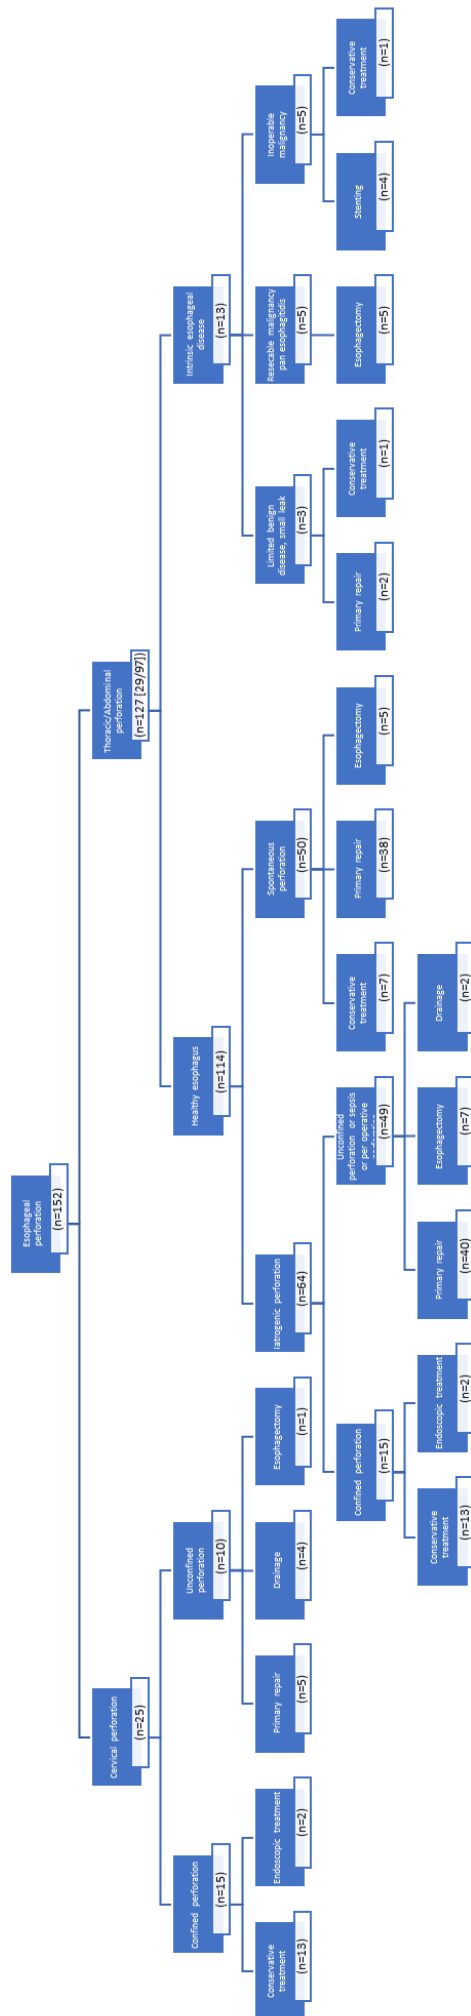 Esophageal
perforation
(n=152)
Cervical perforation
(n=25)
Thoracic/Abdominal
perforation
(n=127 [29/97])
Confined perforation
(n=15)
Unconfined
perforation
(n=10)
Healthy esophagus
(n=114)
Intrinsic esophageal
disease
(n=13)
Conservative
treatment
(n=13)
Endoscopic treatment
(n=2)
Primary repair
(n=5)
Drainage
(n=4)
Esophagectomy
(n=1)
Iatrogenic perforation
(n=64)
Spontaneous
perforation
(n=50)
Limited benign
disease, small leak
(n=3)
Resecable malignancy
pan esophagitidis
(n=5)
Inoperable
malignancy
(n=5)
Confined perforation
(n=15)
Unconfined
perforation or sepsis
or per operative
(n=49)
Conservative
treatment
(n=7)
Primary repair
(n=38)
Esophagectomy
(n=5)
Primary repair
(n=2)
Conservative
treatment
(n=1)
Esophagectomy
(n=5)
Stenting
(n=4)
Conservative
treatment
(n=1)
Conservative
treatment
(n=13)
Endoscopic treatment
(n=2)
Primary repair
(n=40)
Esophagectomy
(n=7)
Drainage
(n=2)